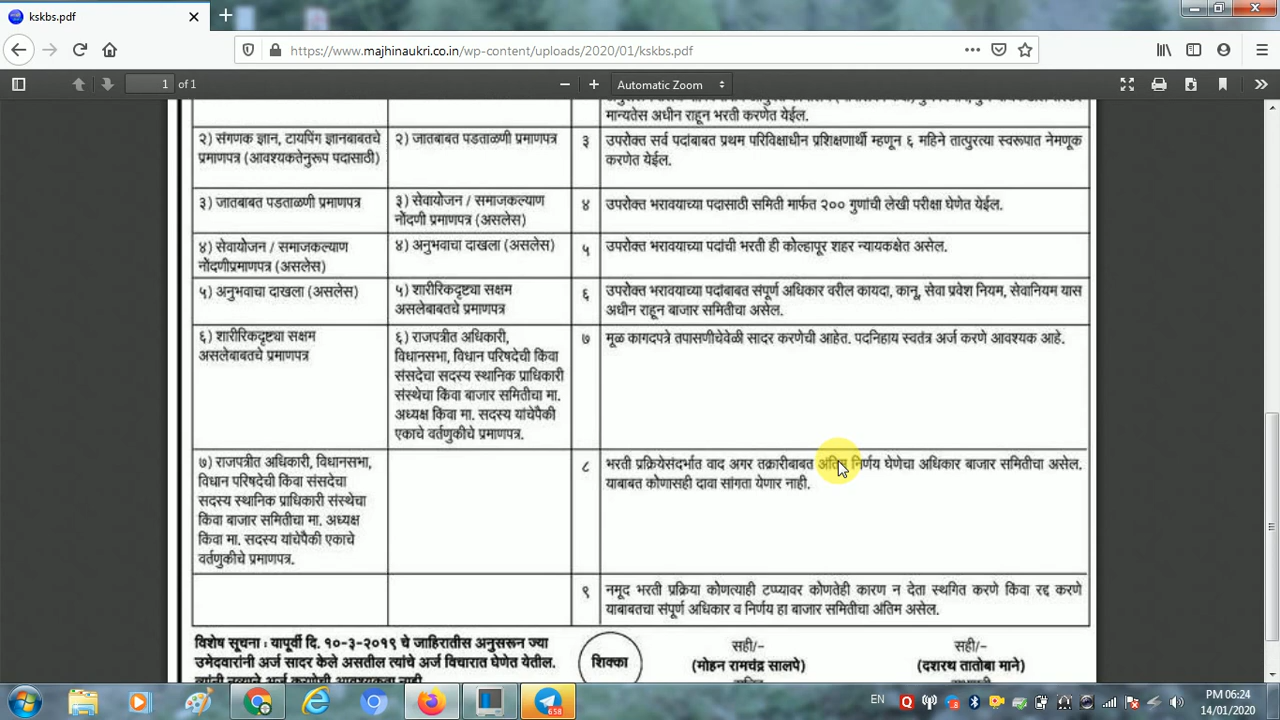 kskbs.pdf
https://www.majhinaukri.co.in/wp-content/uploads/2020/01/kskbs.pdf
1 of 1
Automatic Zoom
मान्यतेस अधीन राहून भरती करणेत येईल.
२) संगणक ज्ञान, टायपिंग ज्ञानबाबतचे
प्रमाणपत्र (आवश्यकतेनुरूप पदासाठी)
२) जातबाबत पडताळणी प्रमाणपत्र
३
उपरोक्त सर्व पदांबाबत प्रथम परिविक्षाधीन प्रशिक्षणार्थी म्हणून ६ महिने तात्पुरत्या स्वरूपात नेमणूक
करणेत येईल.
३) जातबाबत पडताळणी प्रमाणपत्र
३) सेवायोजन / समाजकल्याण
नोंदणी प्रमाणपत्र (असलेस)
४
उपरोक्त भरावयाच्या पदासाठी समिती मार्फत २०० गुणांची लेखी परीक्षा घेणेत येईल.
४) सेवायोजन / समाजकल्याण
नोंदणीप्रमाणपत्र (असलेस)
४) अनुभवाचा दाखला (असलेस)
५
उपरोक्त भरावयाच्या पदांची भरती ही कोल्हापूर शहर न्यायकक्षेत असेल.
५) अनुभवाचा दाखला (असलेस)
५) शारीरिकदृष्ट्या सक्षम
असलेबाबतचे प्रमाणपत्र
६
उपरोक्त भरावयाच्या पदांबाबत संपूर्ण अधिकार वरील कायदा, कानू, सेवा प्रवेश नियम, सेवानियम यास
अधीन राहून बाजार समितीचा असेल.
६) शारीरिकदृष्ट्या सक्षम
असलेबाबतचे प्रमाणपत्र
६) राजपत्रीत अधिकारी,
विधानसभा, विधान परिषदेची किंवा
संसदेचा सदस्य स्थानिक प्राधिकारी
संस्थेचा किंवा बाजार समितीचा मा.
अध्यक्ष किंवा मा. सदस्य यांचेपैकी
एकाचे वर्तणुकीचे प्रमाणपत्र.
७
मूळ कागदपत्रे तपासणीचेवेळी सादर करणेची आहेत. पदनिहाय स्वतंत्र अर्ज करणे आवश्यक आहे.
७) राजपत्रीत अधिकारी, विधानसभा,
विधान परिषदेची किंवा संसदेचा
सदस्य स्थानिक प्राधिकारी संस्थेचा
किंवा बाजार समितीचा मा. अध्यक्ष
किंवा मा. सदस्य यांचेपैकी एकाचे
वर्तणुकीचे प्रमाणपत्र.
८
भरती प्रक्रियेसंदर्भात वाद अगर तक्रारीबाबत अंतिम निर्णय घेणेचा अधिकार बाजार समितीचा असेल.
याबाबत कोणासही दावा सांगता येणार नाही.
९
नमूद भरती प्रक्रिया कोणत्याही टप्प्यावर कोणतेही कारण न देता स्थगित करणे किंवा रद्द करणे
याबाबतचा संपूर्ण अधिकार व निर्णय हा बाजार समितीचा अंतिम असेल.
विशेष सूचना : यापूर्वी दि. १०-३-२०१९ चे जाहिरातीस अनुसरून ज्या
उमेदवारांनी अर्ज सादर केले असतील त्यांचे अर्ज विचारात घेणेत येतील.
शिक्का
सही/-
(मोहन रामचंद्र सालपे)
सही/-
(दशरथ तातोबा माने)
658
EN
PM 06:24
14/01/2020